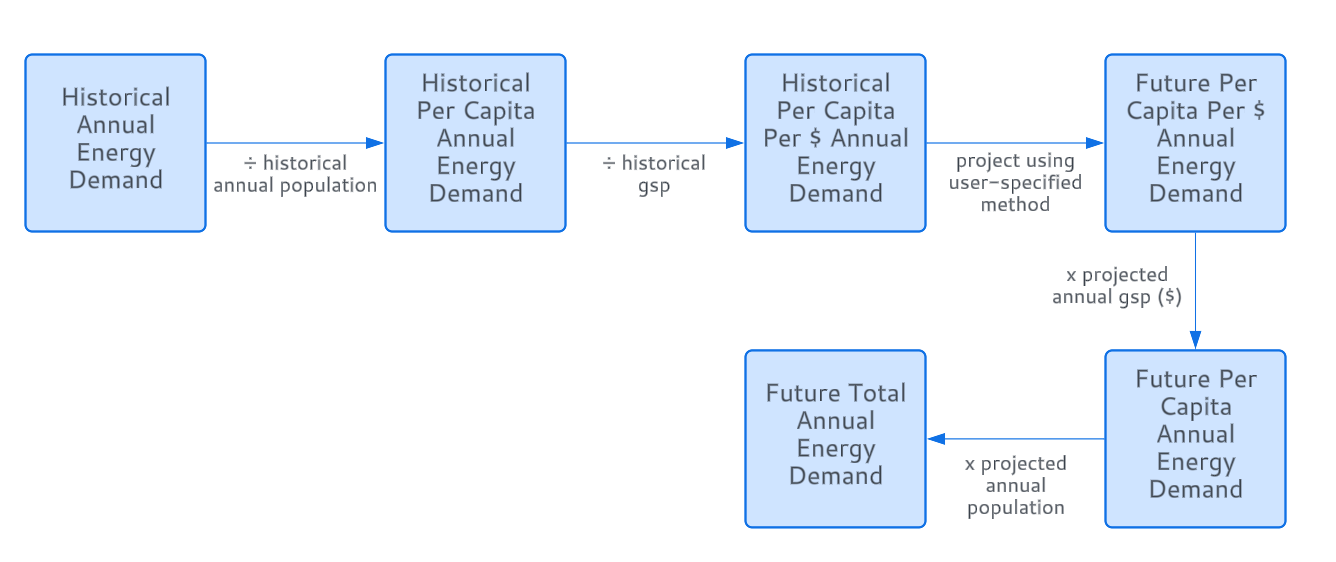 Historical
Annual
Energy
Demand
÷ historical
annual population
Historical
Per Capita
Annual
Energy
Demand
÷ historical
gsp
Historical
Per Capita
Per $ Annual
Energy
Demand
project using
user-specified
method
Future Per
Capita Per $
Annual
Energy
Demand
x projected
annual gsp ($)
Future Per
Capita
Annual
Energy
Demand
x projected
annual
population
Future Total
Annual
Energy
Demand